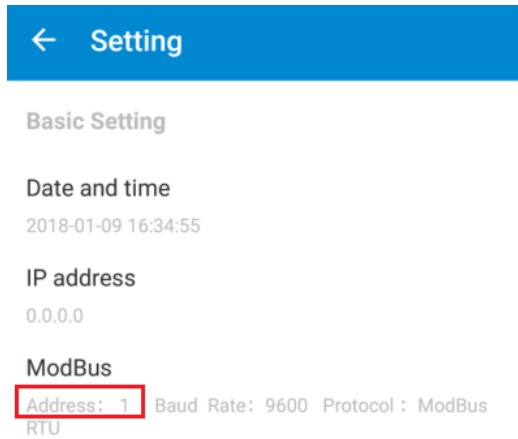 Setting
Basic Setting
Date and time
2018-01-09 16:34:55
IP address
0.0.0.0
ModBus
Address: 1 Baud Rate: 9600 Protocol : ModBus
RTU